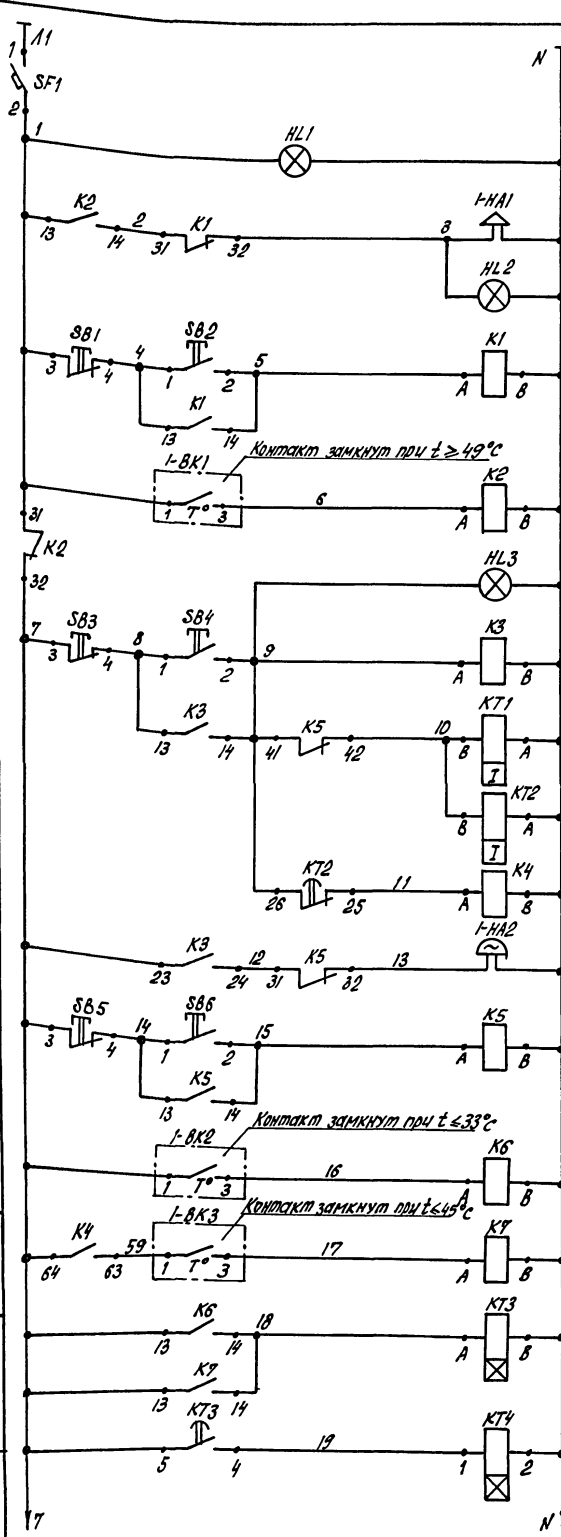 Л1 N
1
SF1
2
1 HL1
K2 2 K1 3 1-HA1
13 14 31 32
HL2
SB1 4 SB2 5 K1
3 4 1 2 A B
K1
13 14
Контакт замкнут при t ≥ 49°C
1-BK1 6 K2
1 T° 3 A B
31
K2
32
HL3
7 SB3 8 SB4 9 K3
3 4 1 2 A B
K3 K5 10 KT1
13 14 41 42 B A
I
KT2
B A
I
KT2 11 K4
26 25 A B
1-HA2
K3 12 K5 13
23 24 31 32
SB5 14 SB6 15 K5
3 4 1 2 A B
K5
13 14
Контакт замкнут при t ≤ 33°C
1-BK2 16 K6
1 T° 3 A B
Контакт замкнут при t ≤ 45°C
K4 59 1-BK3 17 K7
64 63 1 T° 3 A B
K6 18 KT3
13 14 A B
K7
13 14
KT3 19 KT4
5 4 1 2
7 N